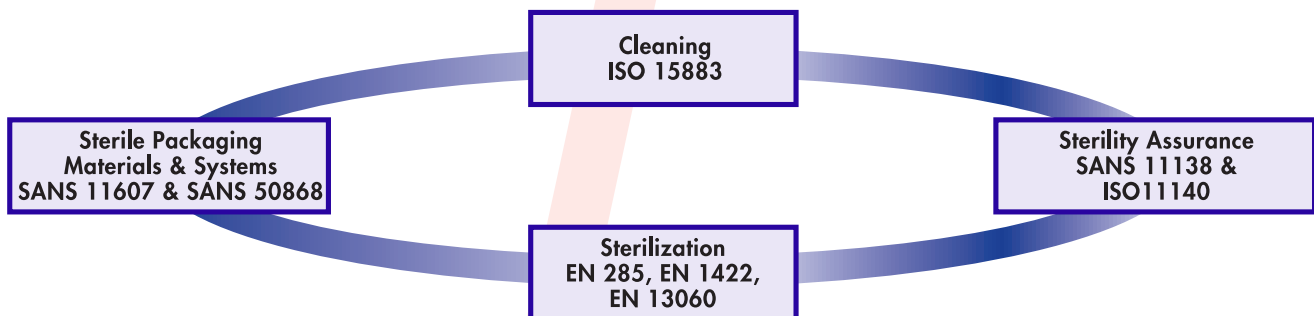 Cleaning
ISO 15883
Sterile Packaging
Materials & Systems
SANS 11607 & SANS 50868
Sterility Assurance
SANS 11138 &
ISO11140
Sterilization
EN 285, EN 1422,
EN 13060